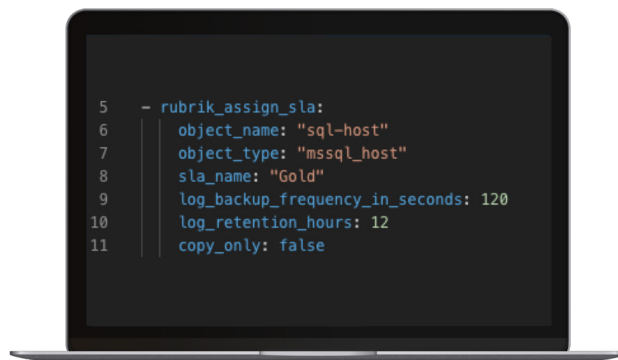 5 - rubrik_assign_sla:
6 object_name: "sql-host"
7 object_type: "mssql_host"
8 sla_name: "Gold"
9 log_backup_frequency_in_seconds: 120
10 log_retention_hours: 12
11 copy_only: false